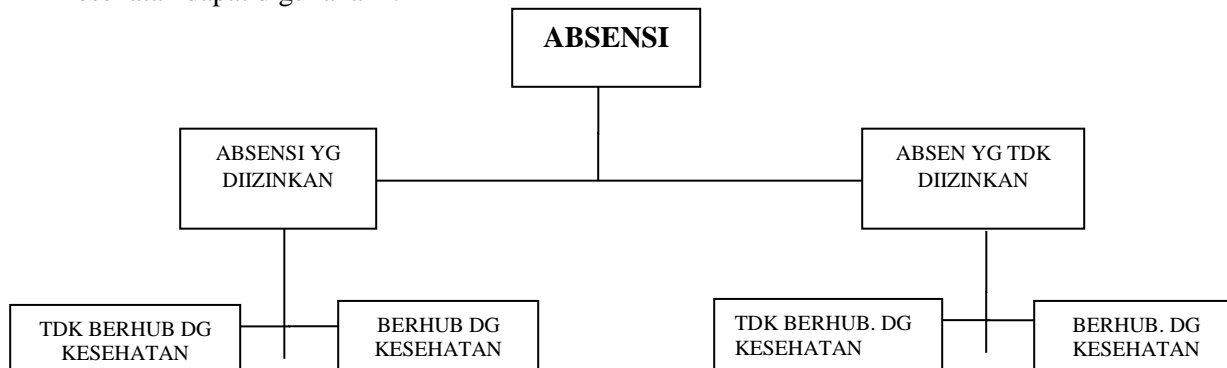 ABSENSI
ABSENSI YG
DIIZINKAN
ABSEN YG TDK
DIIZINKAN
TDK BERHUB DG
KESEHATAN
BERHUB DG
KESEHATAN
TDK BERHUB. DG
KESEHATAN
BERHUB. DG
KESEHATAN